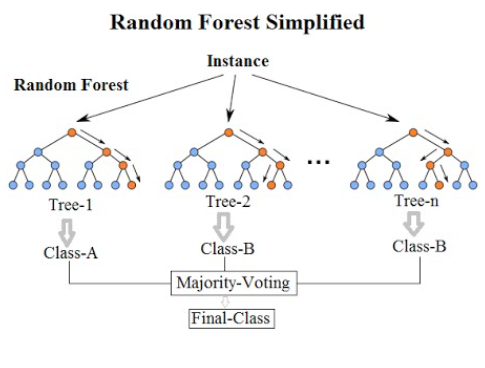 Random Forest Simplified
Instance
Random Forest
...
Tree-1
Tree-2
Tree-n
Class-A
Class-B
Class-B
Majority-Voting
Final-Class